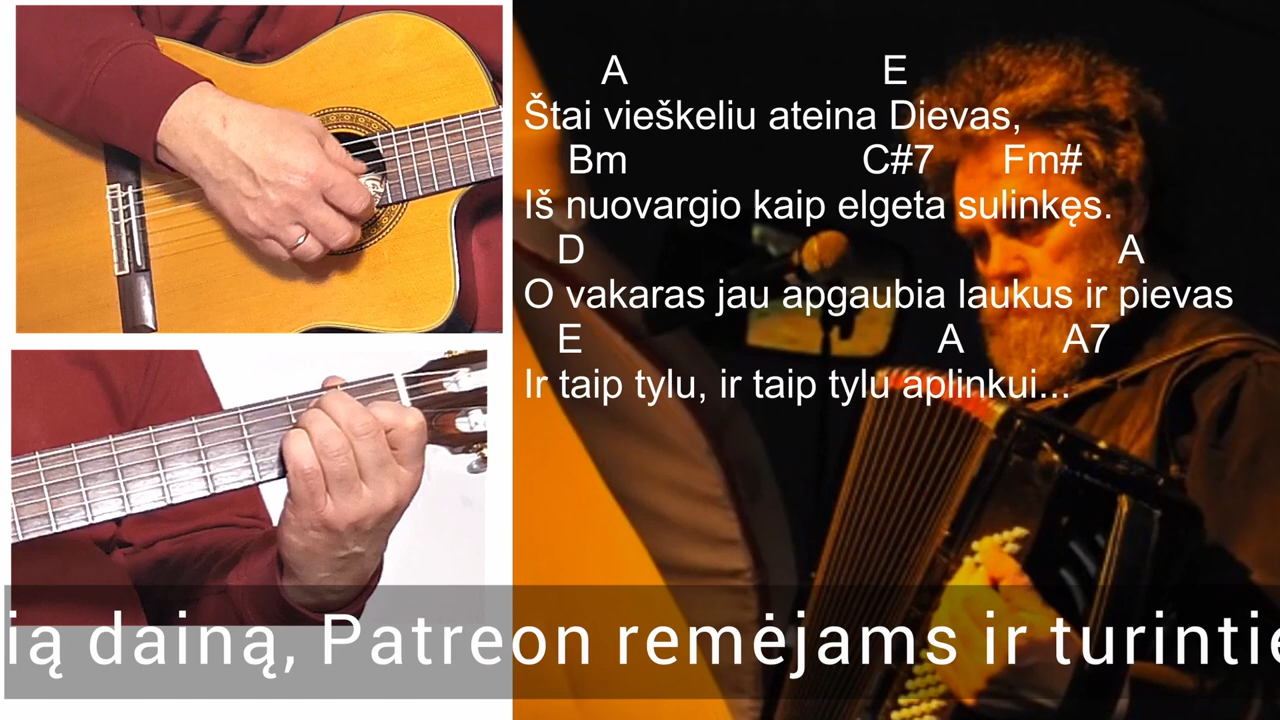 A E
Štai vieškeliu ateina Dievas,
Bm C#7 Fm#
Iš nuovargio kaip elgeta sulinkęs.
D A
O vakaras jau apgaubia laukus ir pievas
E A A7
Ir taip tylu, ir taip tylu aplinkui...
ią dainą, Patreon remėjams ir turintie